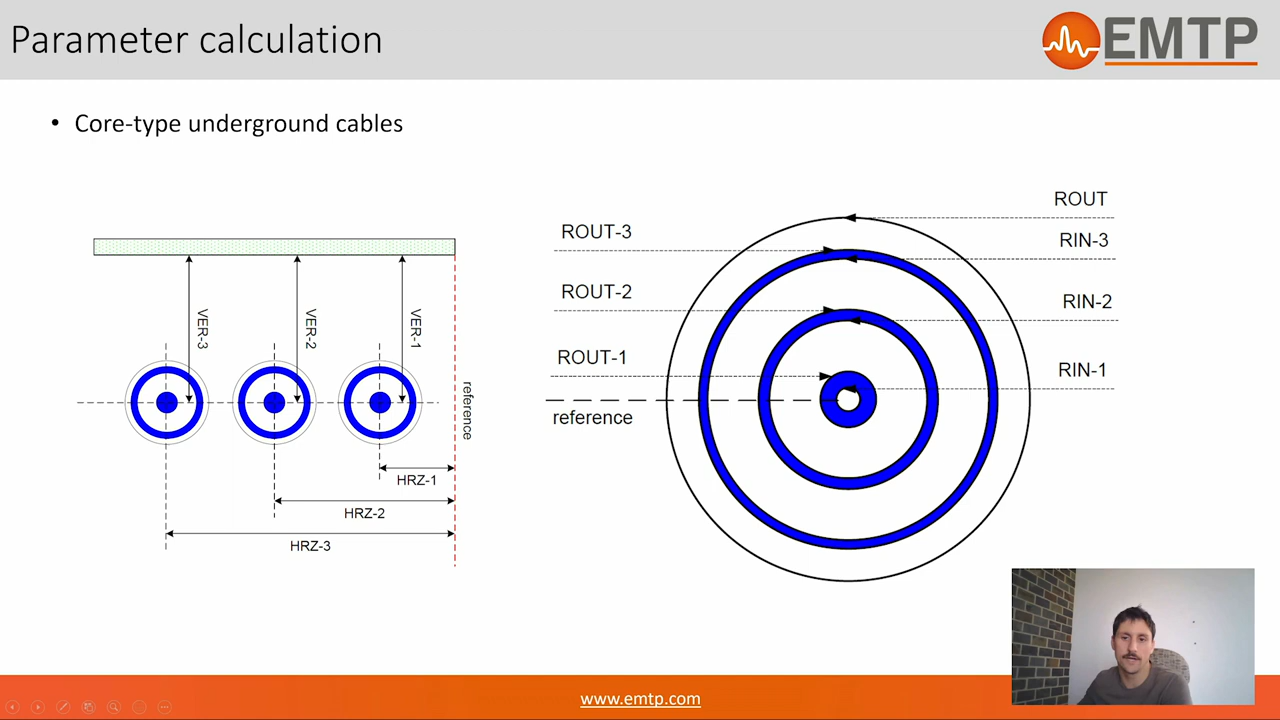 Parameter calculation
EMTP
• Core-type underground cables
VER-3
VER-2
VER-1
reference
HRZ-1
HRZ-2
HRZ-3
ROUT
ROUT-3
RIN-3
ROUT-2
RIN-2
ROUT-1
RIN-1
reference
www.emtp.com